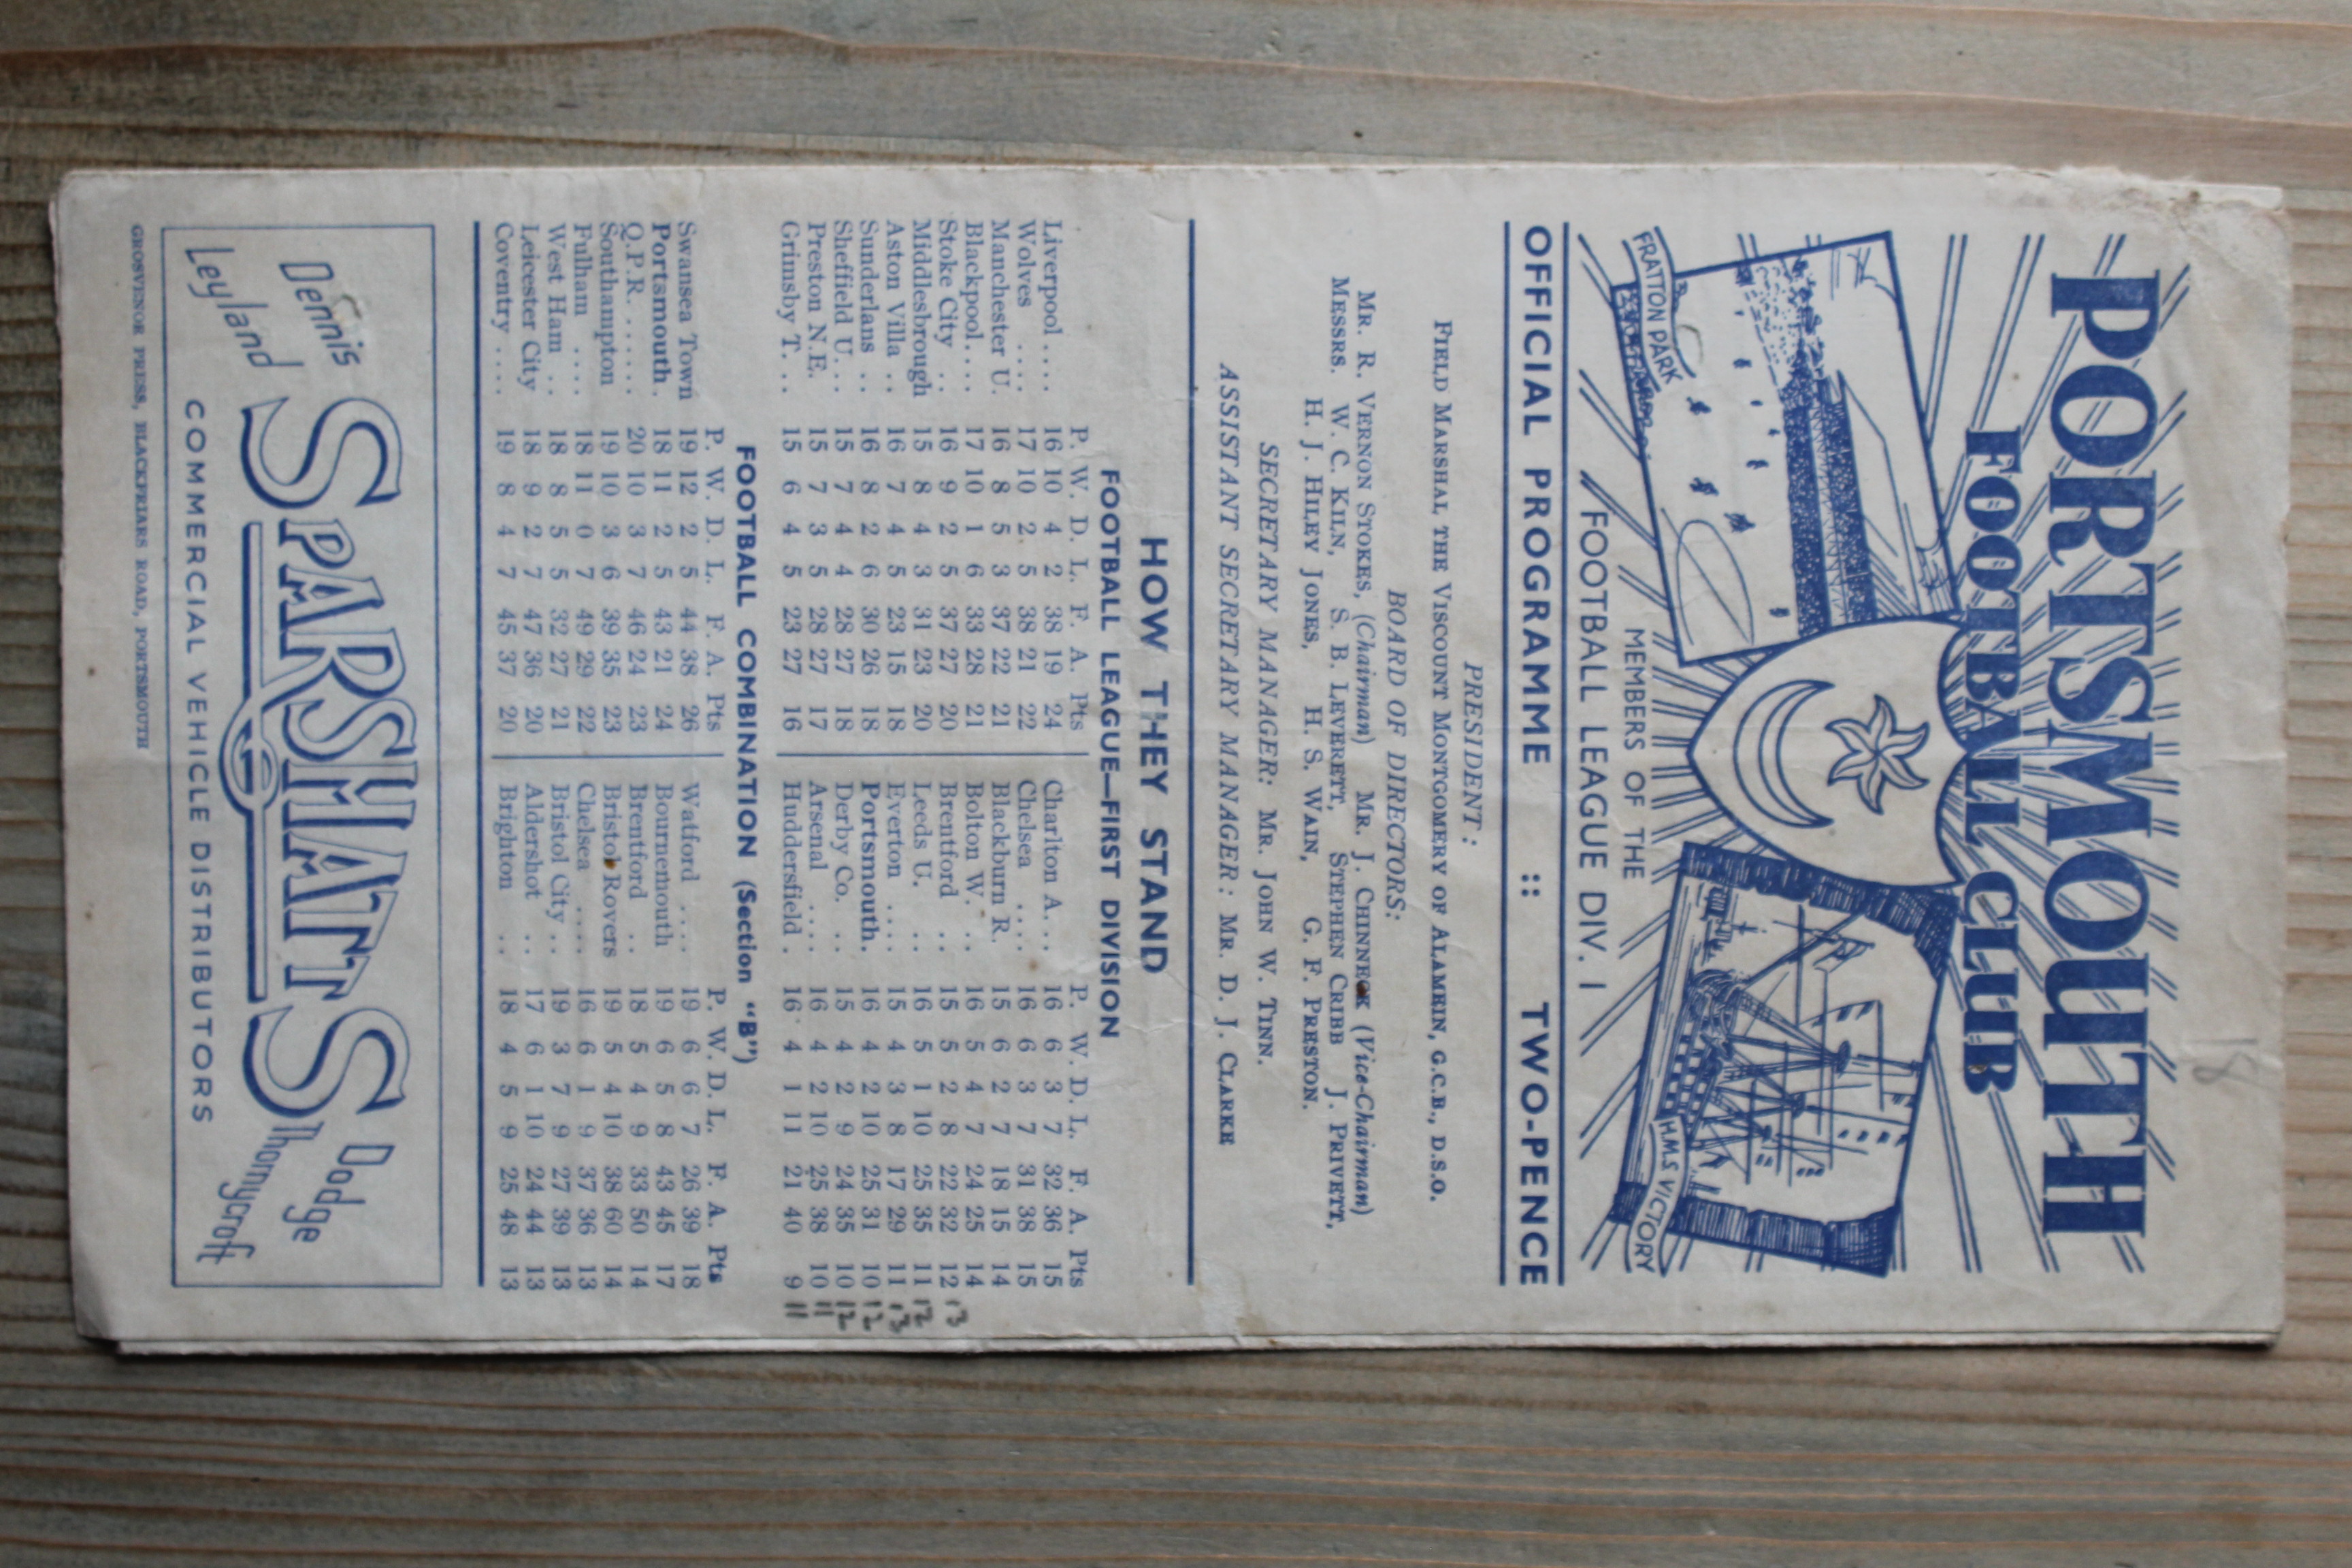 18
PORTSMOUTH
FOOTBALL CLUB
FRATTON PARK
H.M.S. VICTORY
MEMBERS OF THE
FOOTBALL LEAGUE DIV. 1
OFFICIAL PROGRAMME :: TWO-PENCE
PRESIDENT:
FIELD MARSHAL, THE VISCOUNT MONTGOMERY OF ALAMEIN, G.C.B., D.S.O.
BOARD OF DIRECTORS:
MR. R. VERNON STOKES, (Chairman) MR. J. CHINNECK (Vice-Chairman)
MESSRS. W. C. KILN, S. B. LEVERETT, STEPHEN CRIBB J. PRIVETT,
H. J. HILEY JONES, H. S. WAIN, G. F. PRESTON.
SECRETARY MANAGER: MR. JOHN W. TINN.
ASSISTANT SECRETARY MANAGER: MR. D. J. CLARKE
HOW THEY STAND
FOOTBALL LEAGUE—FIRST DIVISION
P. W. D. L. F. A. Pts P. W. D. L. F. A. Pts
Liverpool.... 16 10 4 2 38 19 24 Charlton A... 16 6 3 7 32 36 15
Wolves .... 17 10 2 5 38 21 22 Chelsea .... 16 6 3 7 31 38 15
Manchester U. 16 8 5 3 37 22 21 Blackburn R. 15 6 2 7 18 15 14
Blackpool.... 17 10 1 6 33 28 21 Bolton W. .. 16 5 4 7 24 25 14
Stoke City .. 16 9 2 5 37 27 20 Brentford .. 15 5 2 8 22 32 12 13
Middlesbrough 15 8 4 3 31 23 20 Leeds U. .. 16 5 1 10 25 35 11 12
Aston Villa .. 16 7 4 5 23 15 18 Everton .... 15 4 3 8 17 29 11 13
Sunderlans .. 16 8 2 6 30 26 18 Portsmouth. 16 4 2 10 25 31 10 12
Sheffield U... 15 7 4 4 28 27 18 Derby Co. .. 15 4 2 9 24 35 10 12
Preston N.E. 15 7 3 5 28 27 17 Arsenal .... 16 4 2 10 25 38 10 11
Grimsby T. .. 15 6 4 5 23 27 16 Huddersfield . 16 4 1 11 21 40 9 11
FOOTBALL COMBINATION (Section "B")
P. W. D. L. F. A. Pts P. W. D. L. F. A. Pts
Swansea Town 19 12 2 5 44 38 26 Watford .... 19 6 6 7 26 39 18
Portsmouth . 18 11 2 5 43 21 24 Bournemouth 19 6 5 8 43 45 17
Q.P.R. ...... 20 10 3 7 46 24 23 Brentford .. 18 5 4 9 33 50 14
Southampton 19 10 3 6 39 35 23 Bristol Rovers 19 5 4 10 38 60 14
Fulham .... 18 11 0 7 49 29 22 Chelsea .... 16 6 1 9 37 36 13
West Ham .. 18 8 5 5 32 27 21 Bristol City .. 19 3 7 9 27 39 13
Leicester City 18 9 2 7 47 36 20 Aldershot .. 17 6 1 10 24 44 13
Coventry .... 19 8 4 7 45 37 20 Brighton .. 18 4 5 9 25 48 13
Dennis Dodge
SPARSHATTS
Leyland Thornycroft
COMMERCIAL VEHICLE DISTRIBUTORS
GROSVENOR PRESS, BLACKFRIARS ROAD, PORTSMOUTH